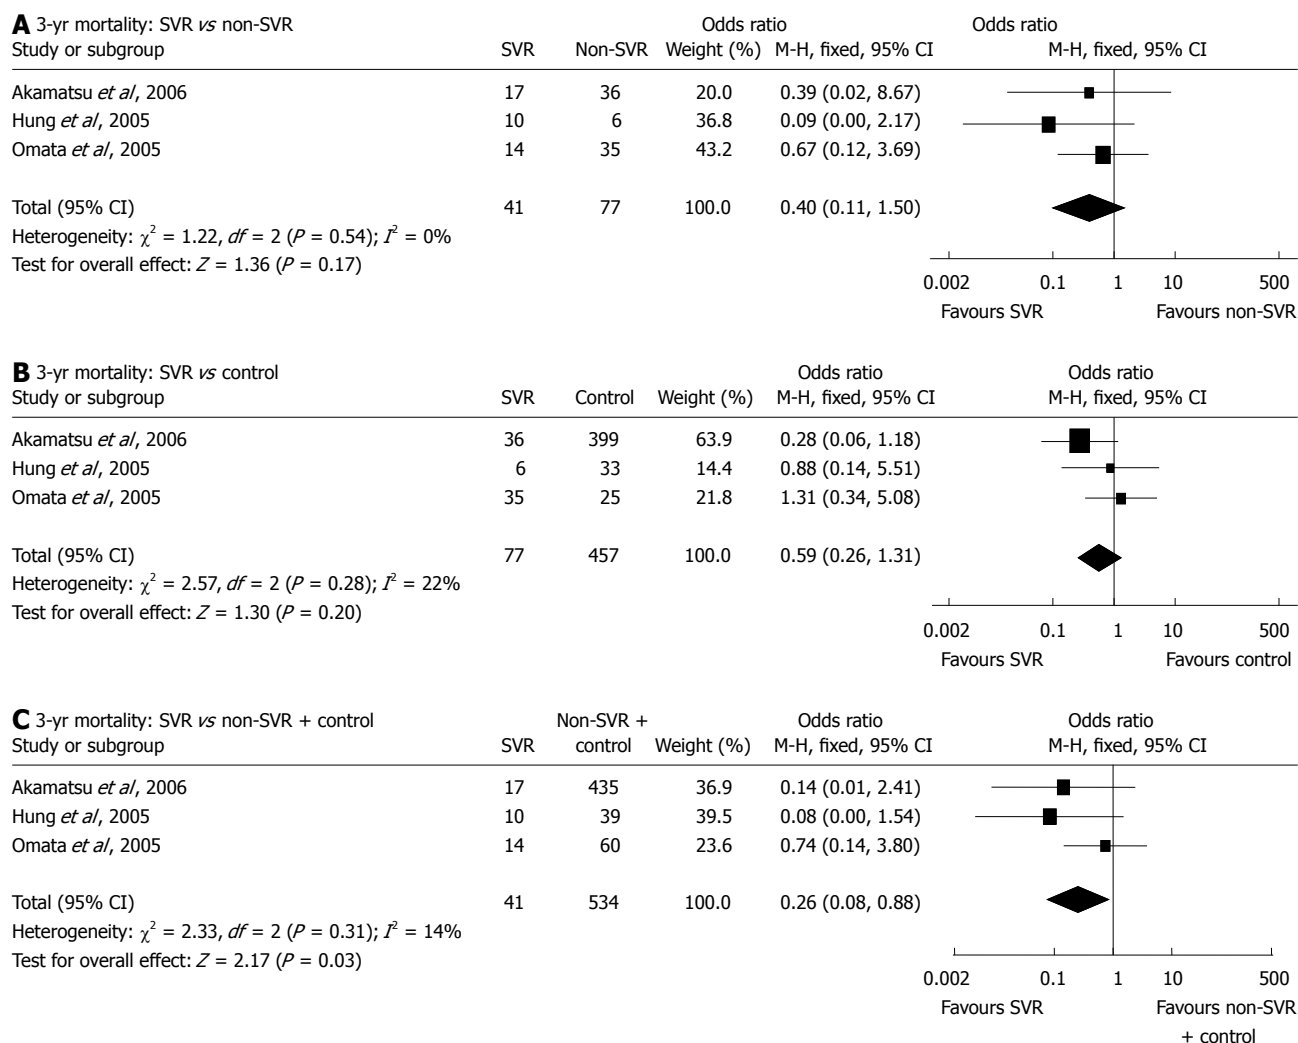 A 3-yr mortality: SVR vs non-SVR Odds ratio Odds ratio
Study or subgroup SVR Non-SVR Weight (%) M-H, fixed, 95% CI M-H, fixed, 95% CI
Akamatsu et al, 2006 17 36 20.0 0.39 (0.02, 8.67)
Hung et al, 2005 10 6 36.8 0.09 (0.00, 2.17)
Omata et al, 2005 14 35 43.2 0.67 (0.12, 3.69)
Total (95% CI) 41 77 100.0 0.40 (0.11, 1.50)
Heterogeneity: χ² = 1.22, df = 2 (P = 0.54); I² = 0%
Test for overall effect: Z = 1.36 (P = 0.17)
0.002 0.1 1 10 500
Favours SVR Favours non-SVR
B 3-yr mortality: SVR vs control Odds ratio Odds ratio
Study or subgroup SVR Control Weight (%) M-H, fixed, 95% CI M-H, fixed, 95% CI
Akamatsu et al, 2006 36 399 63.9 0.28 (0.06, 1.18)
Hung et al, 2005 6 33 14.4 0.88 (0.14, 5.51)
Omata et al, 2005 35 25 21.8 1.31 (0.34, 5.08)
Total (95% CI) 77 457 100.0 0.59 (0.26, 1.31)
Heterogeneity: χ² = 2.57, df = 2 (P = 0.28); I² = 22%
Test for overall effect: Z = 1.30 (P = 0.20)
0.002 0.1 1 10 500
Favours SVR Favours control
C 3-yr mortality: SVR vs non-SVR + control Non-SVR + Odds ratio Odds ratio
Study or subgroup SVR control Weight (%) M-H, fixed, 95% CI M-H, fixed, 95% CI
Akamatsu et al, 2006 17 435 36.9 0.14 (0.01, 2.41)
Hung et al, 2005 10 39 39.5 0.08 (0.00, 1.54)
Omata et al, 2005 14 60 23.6 0.74 (0.14, 3.80)
Total (95% CI) 41 534 100.0 0.26 (0.08, 0.88)
Heterogeneity: χ² = 2.33, df = 2 (P = 0.31); I² = 14%
Test for overall effect: Z = 2.17 (P = 0.03)
0.002 0.1 1 10 500
Favours SVR Favours non-SVR
+ control